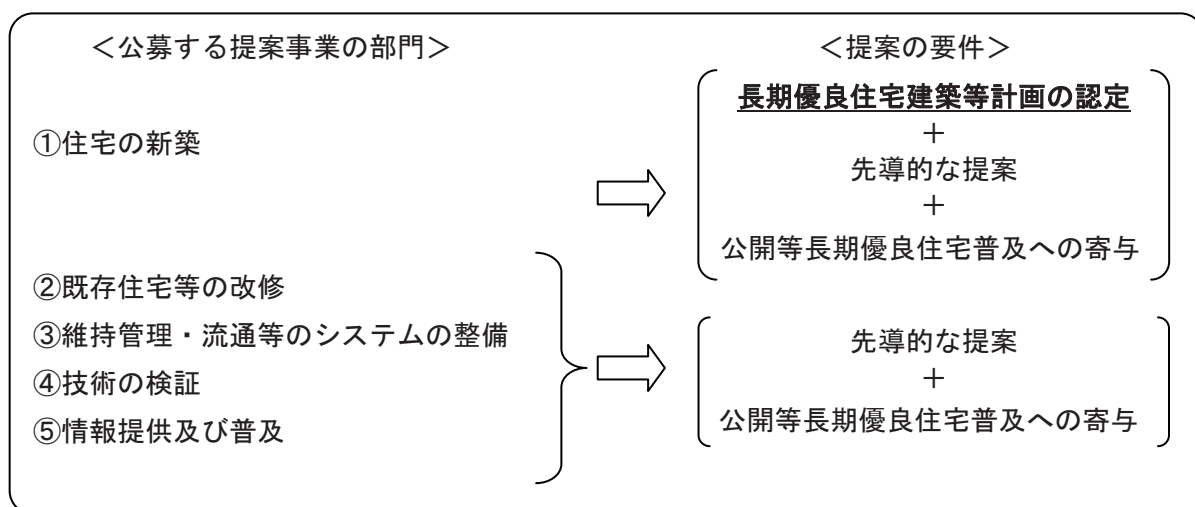 ＜公募する提案事業の部門＞
①住宅の新築
②既存住宅等の改修
③維持管理・流通等のシステムの整備
④技術の検証
⑤情報提供及び普及
＜提案の要件＞
長期優良住宅建築等計画の認定
＋
先導的な提案
＋
公開等長期優良住宅普及への寄与
先導的な提案
＋
公開等長期優良住宅普及への寄与